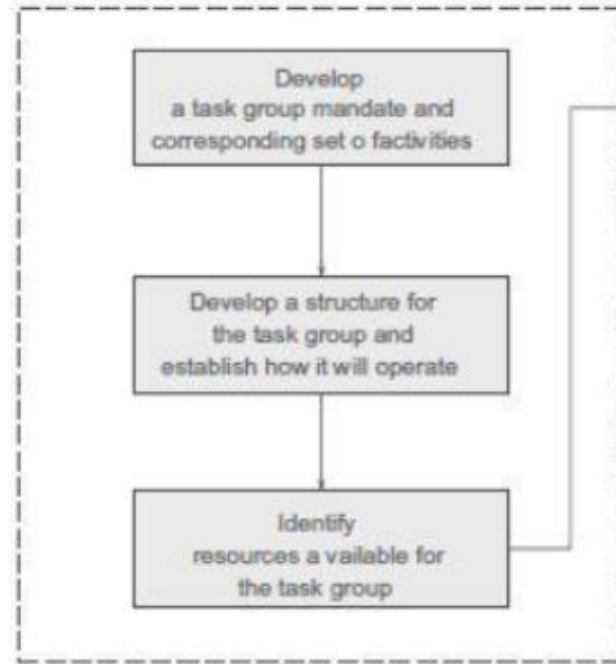 Develop
a task group mandate and
corresponding set o factivities
Develop a structure for
the task group and
establish how it will operate
Identify
resources a vailable for
the task group